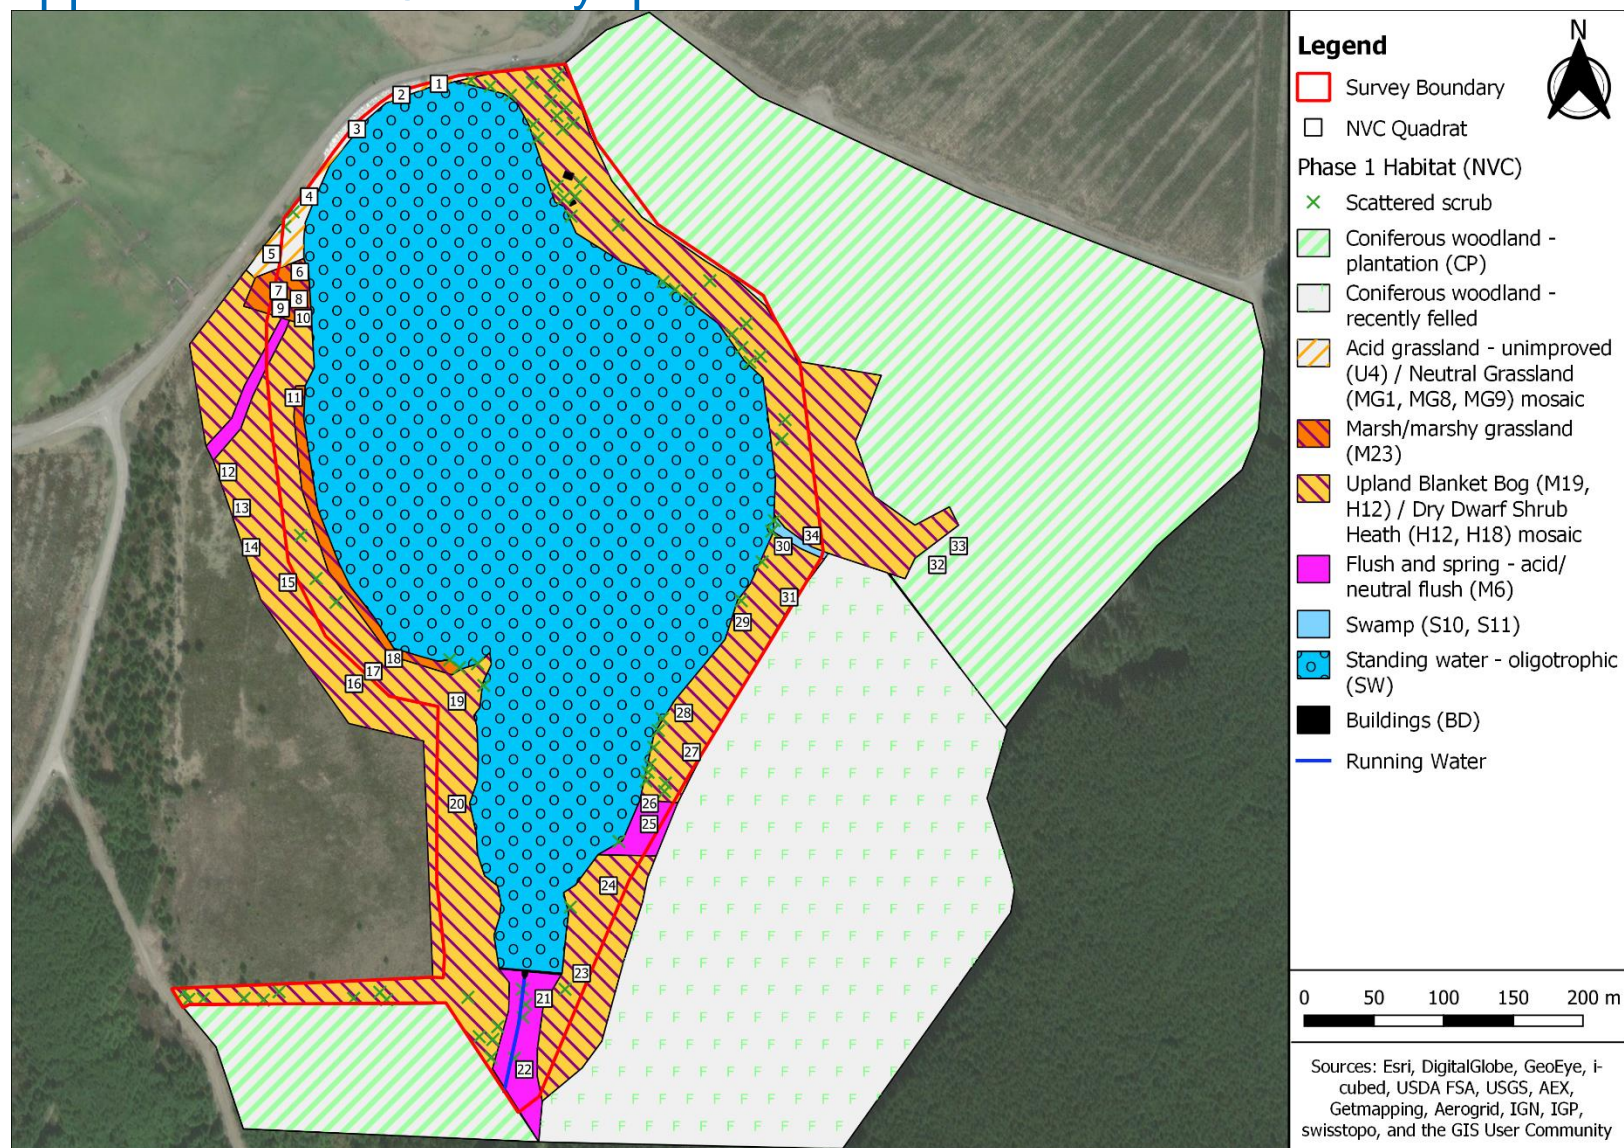 1
2
3
4
5
6
7
8
9
10
11
12
13
14
15
16
17
18
19
20
21
22
23
24
25
26
27
28
29
30
31
32
33
34
Legend
N
Survey Boundary
NVC Quadrat
Phase 1 Habitat (NVC)
Scattered scrub
Coniferous woodland -
plantation (CP)
Coniferous woodland -
recently felled
Acid grassland - unimproved
(U4) / Neutral Grassland
(MG1, MG8, MG9) mosaic
Marsh/marshy grassland
(M23)
Upland Blanket Bog (M19,
H12) / Dry Dwarf Shrub
Heath (H12, H18) mosaic
Flush and spring - acid/
neutral flush (M6)
Swamp (S10, S11)
Standing water - oligotrophic
(SW)
Buildings (BD)
Running Water
0 50 100 150 200 m
Sources: Esri, DigitalGlobe, GeoEye, i-
cubed, USDA FSA, USGS, AEX,
Getmapping, Aerogrid, IGN, IGP,
swisstopo, and the GIS User Community